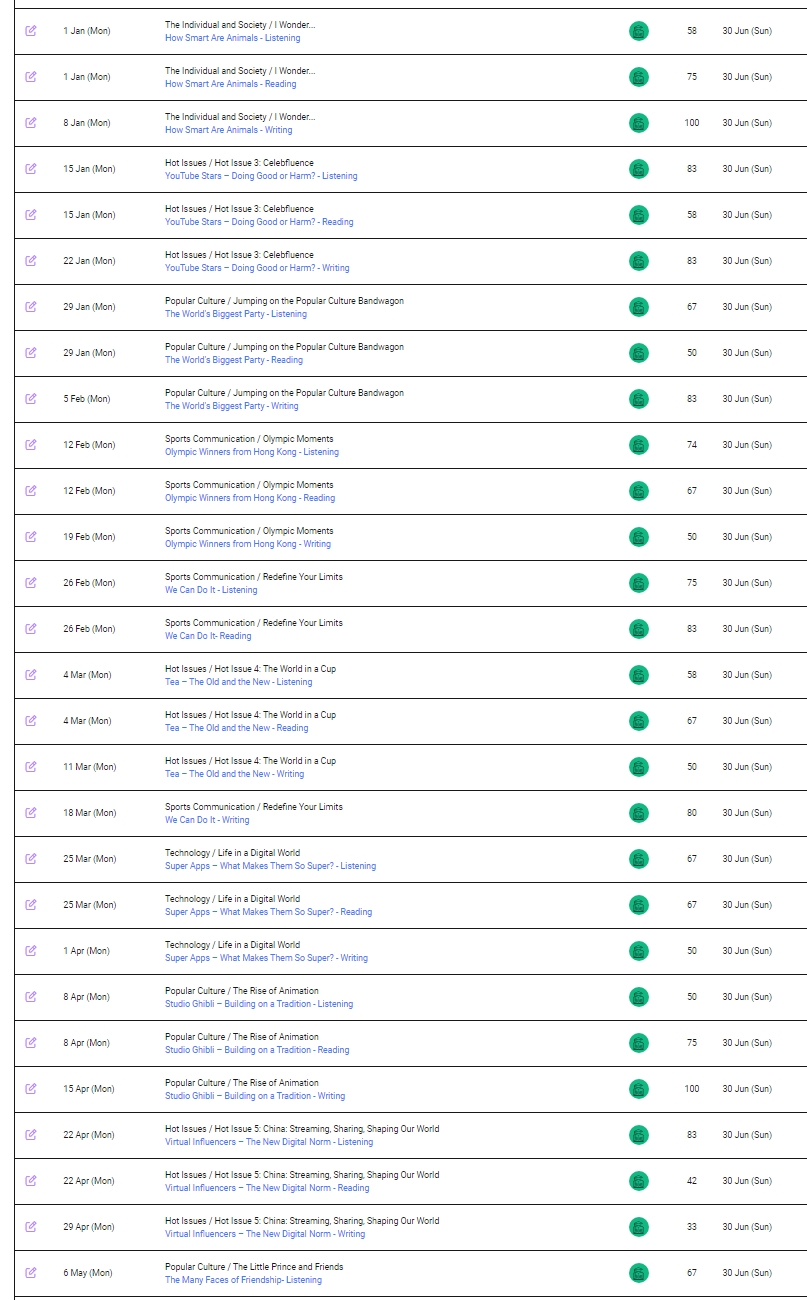 1 Jan (Mon) The Individual and Society / I Wonder... 58 30 Jun (Sun)
How Smart Are Animals - Listening
1 Jan (Mon) The Individual and Society / I Wonder... 75 30 Jun (Sun)
How Smart Are Animals - Reading
8 Jan (Mon) The Individual and Society / I Wonder... 100 30 Jun (Sun)
How Smart Are Animals - Writing
15 Jan (Mon) Hot Issues / Hot Issue 3: Celebfluence 83 30 Jun (Sun)
YouTube Stars – Doing Good or Harm? - Listening
15 Jan (Mon) Hot Issues / Hot Issue 3: Celebfluence 58 30 Jun (Sun)
YouTube Stars – Doing Good or Harm? - Reading
22 Jan (Mon) Hot Issues / Hot Issue 3: Celebfluence 83 30 Jun (Sun)
YouTube Stars – Doing Good or Harm? - Writing
29 Jan (Mon) Popular Culture / Jumping on the Popular Culture Bandwagon 67 30 Jun (Sun)
The World's Biggest Party - Listening
29 Jan (Mon) Popular Culture / Jumping on the Popular Culture Bandwagon 50 30 Jun (Sun)
The World's Biggest Party - Reading
5 Feb (Mon) Popular Culture / Jumping on the Popular Culture Bandwagon 83 30 Jun (Sun)
The World's Biggest Party - Writing
12 Feb (Mon) Sports Communication / Olympic Moments 74 30 Jun (Sun)
Olympic Winners from Hong Kong - Listening
12 Feb (Mon) Sports Communication / Olympic Moments 67 30 Jun (Sun)
Olympic Winners from Hong Kong - Reading
19 Feb (Mon) Sports Communication / Olympic Moments 50 30 Jun (Sun)
Olympic Winners from Hong Kong - Writing
26 Feb (Mon) Sports Communication / Redefine Your Limits 75 30 Jun (Sun)
We Can Do It - Listening
26 Feb (Mon) Sports Communication / Redefine Your Limits 83 30 Jun (Sun)
We Can Do It- Reading
4 Mar (Mon) Hot Issues / Hot Issue 4: The World in a Cup 58 30 Jun (Sun)
Tea – The Old and the New - Listening
4 Mar (Mon) Hot Issues / Hot Issue 4: The World in a Cup 67 30 Jun (Sun)
Tea – The Old and the New - Reading
11 Mar (Mon) Hot Issues / Hot Issue 4: The World in a Cup 50 30 Jun (Sun)
Tea – The Old and the New - Writing
18 Mar (Mon) Sports Communication / Redefine Your Limits 80 30 Jun (Sun)
We Can Do It - Writing
25 Mar (Mon) Technology / Life in a Digital World 67 30 Jun (Sun)
Super Apps – What Makes Them So Super? - Listening
25 Mar (Mon) Technology / Life in a Digital World 67 30 Jun (Sun)
Super Apps – What Makes Them So Super? - Reading
1 Apr (Mon) Technology / Life in a Digital World 50 30 Jun (Sun)
Super Apps – What Makes Them So Super? - Writing
8 Apr (Mon) Popular Culture / The Rise of Animation 50 30 Jun (Sun)
Studio Ghibli – Building on a Tradition - Listening
8 Apr (Mon) Popular Culture / The Rise of Animation 75 30 Jun (Sun)
Studio Ghibli – Building on a Tradition - Reading
15 Apr (Mon) Popular Culture / The Rise of Animation 100 30 Jun (Sun)
Studio Ghibli – Building on a Tradition - Writing
22 Apr (Mon) Hot Issues / Hot Issue 5: China: Streaming, Sharing, Shaping Our World 83 30 Jun (Sun)
Virtual Influencers – The New Digital Norm - Listening
22 Apr (Mon) Hot Issues / Hot Issue 5: China: Streaming, Sharing, Shaping Our World 42 30 Jun (Sun)
Virtual Influencers – The New Digital Norm - Reading
29 Apr (Mon) Hot Issues / Hot Issue 5: China: Streaming, Sharing, Shaping Our World 33 30 Jun (Sun)
Virtual Influencers – The New Digital Norm - Writing
6 May (Mon) Popular Culture / The Little Prince and Friends 67 30 Jun (Sun)
The Many Faces of Friendship- Listening